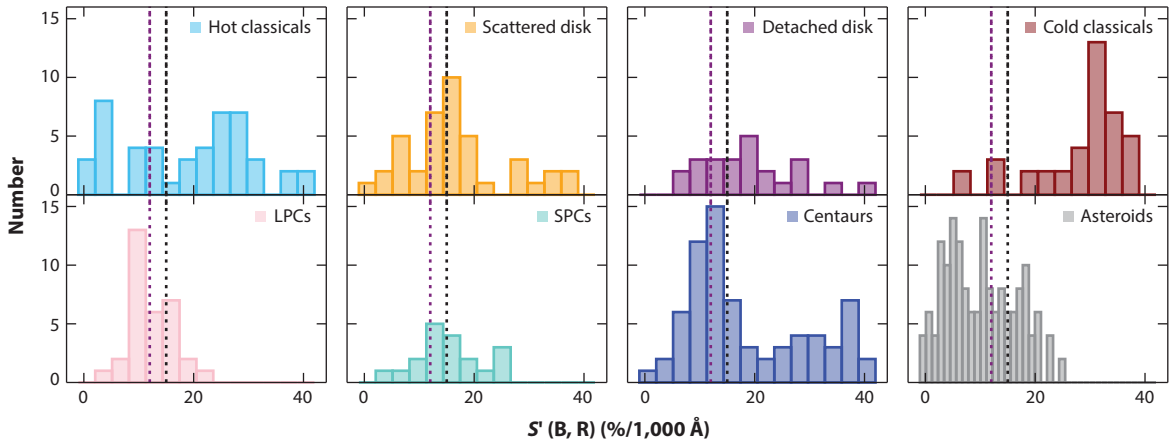 15
10
5
0
Hot classicals
Scattered disk
Detached disk
Cold classicals
Number
15
10
5
0
LPCs
SPCs
Centaurs
Asteroids
0 20 40
0 20 40
0 20 40
0 20 40
S' (B, R) (%/1,000 Å)